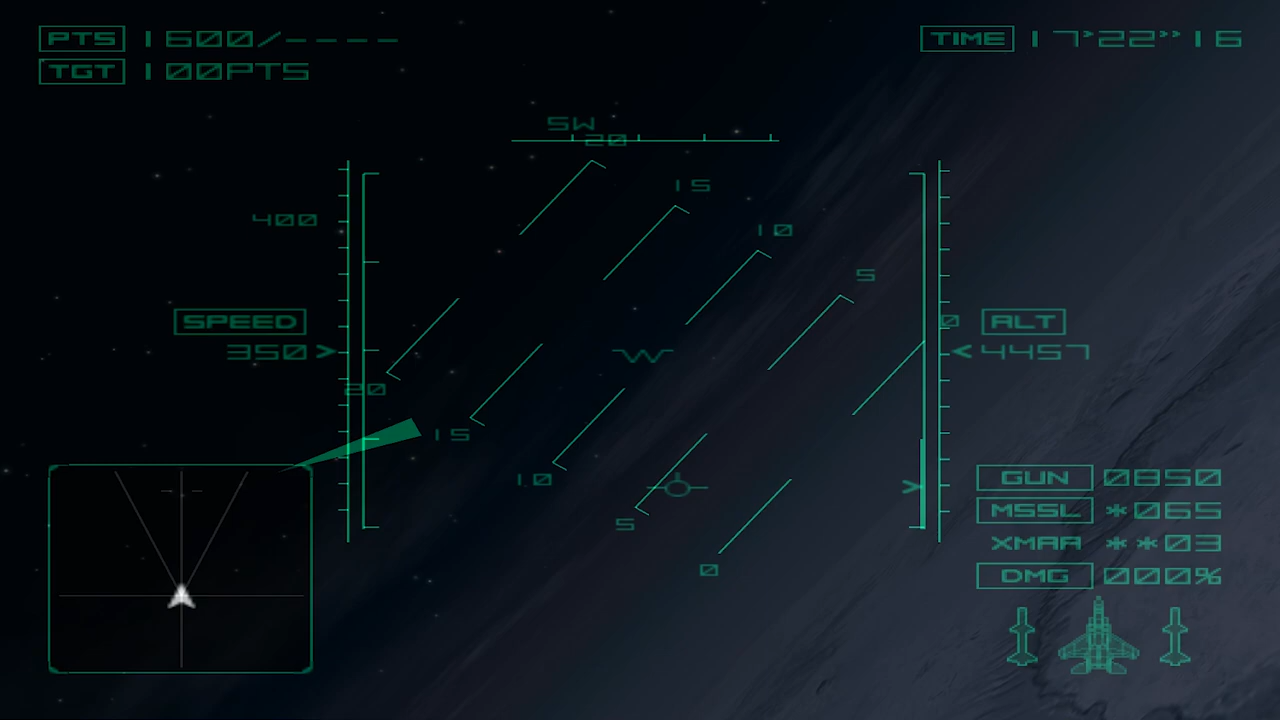 PTS 1600/----
TIME 17'22"16
TGT 100PTS
SW
20
15
10
5
400
SPEED
350 >
0 ALT
< 4457
20
15
10
5
0
>
GUN 0850
MSSL *065
XMAA **03
DMG 000%